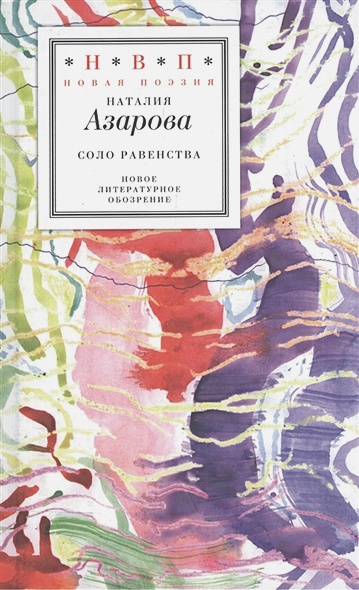 * Н * В * П *
НОВАЯ ПОЭЗИЯ
НАТАЛИЯ
Азарова
СОЛО РАВЕНСТВА
НОВОЕ
ЛИТЕРАТУРНОЕ
ОБОЗРЕНИЕ